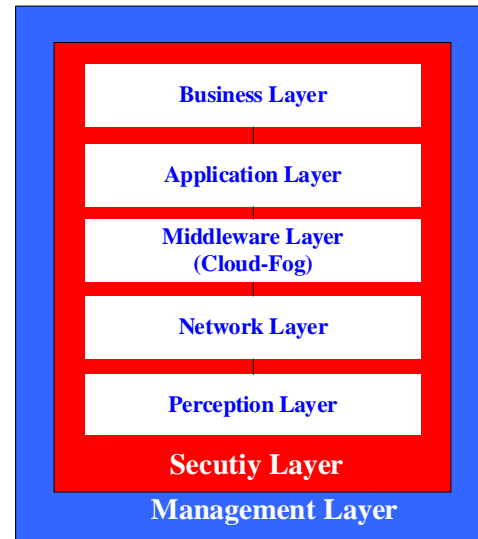 Business Layer
Application Layer
Middleware Layer
(Cloud-Fog)
Network Layer
Perception Layer
Secutiy Layer
Management Layer